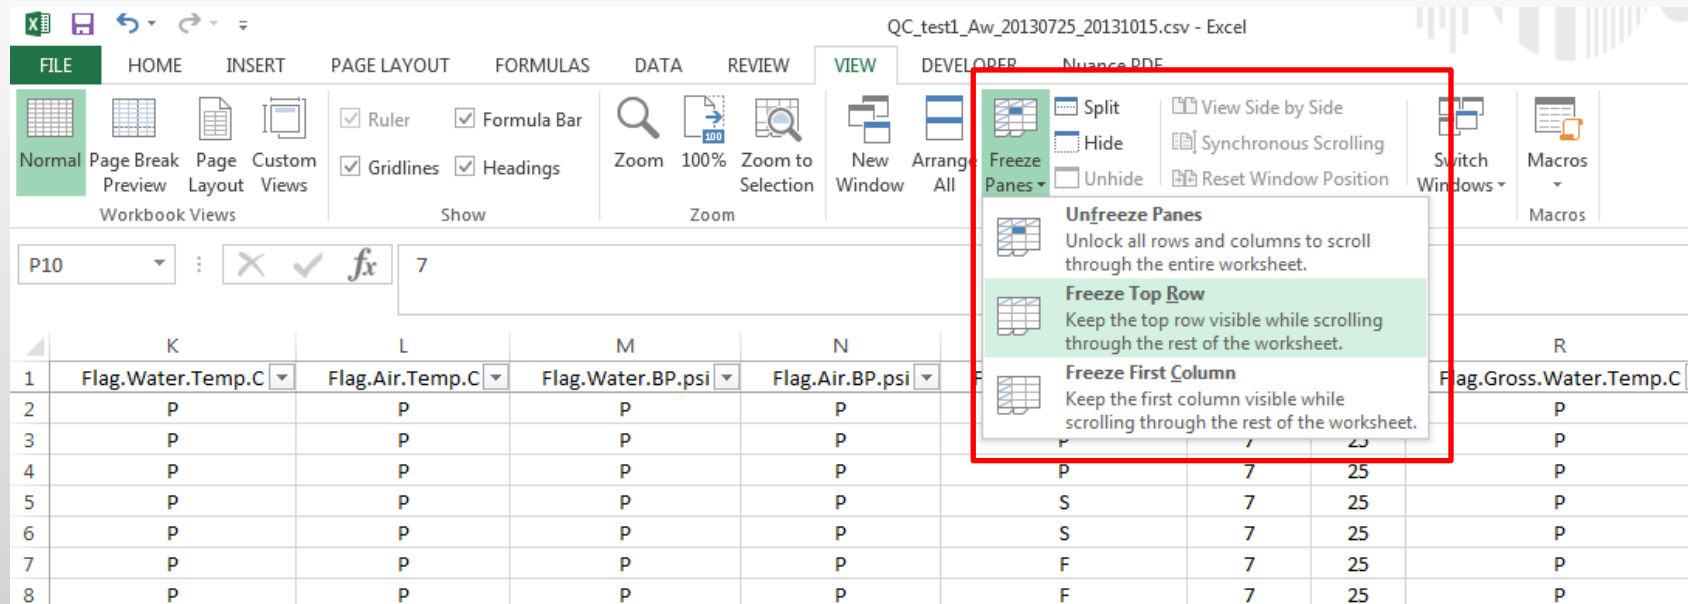 QC_test1_Aw_20130725_20131015.csv - Excel
FILE HOME INSERT PAGE LAYOUT FORMULAS DATA REVIEW VIEW DEVELOPER Nuance PDF
Normal
Page Break Preview
Page Layout
Custom Views
Workbook Views
Ruler
Formula Bar
Gridlines
Headings
Show
Zoom
100
100%
Zoom to Selection
Zoom
New Window
Arrange All
Freeze Panes
Split
Hide
Unhide
View Side by Side
Synchronous Scrolling
Reset Window Position
Switch Windows
Macros
Macros
Unfreeze Panes
Unlock all rows and columns to scroll
through the entire worksheet.
Freeze Top Row
Keep the top row visible while scrolling
through the rest of the worksheet.
Freeze First Column
Keep the first column visible while
scrolling through the rest of the worksheet.
P10 fx 7
K L M N R
1 Flag.Water.Temp.C Flag.Air.Temp.C Flag.Water.BP.psi Flag.Air.BP.psi F Flag.Gross.Water.Temp.C
2 P P P P P
3 P P P P P 7 25 P
4 P P P P P 7 25 P
5 P P P P S 7 25 P
6 P P P P S 7 25 P
7 P P P P F 7 25 P
8 P P P P F 7 25 P